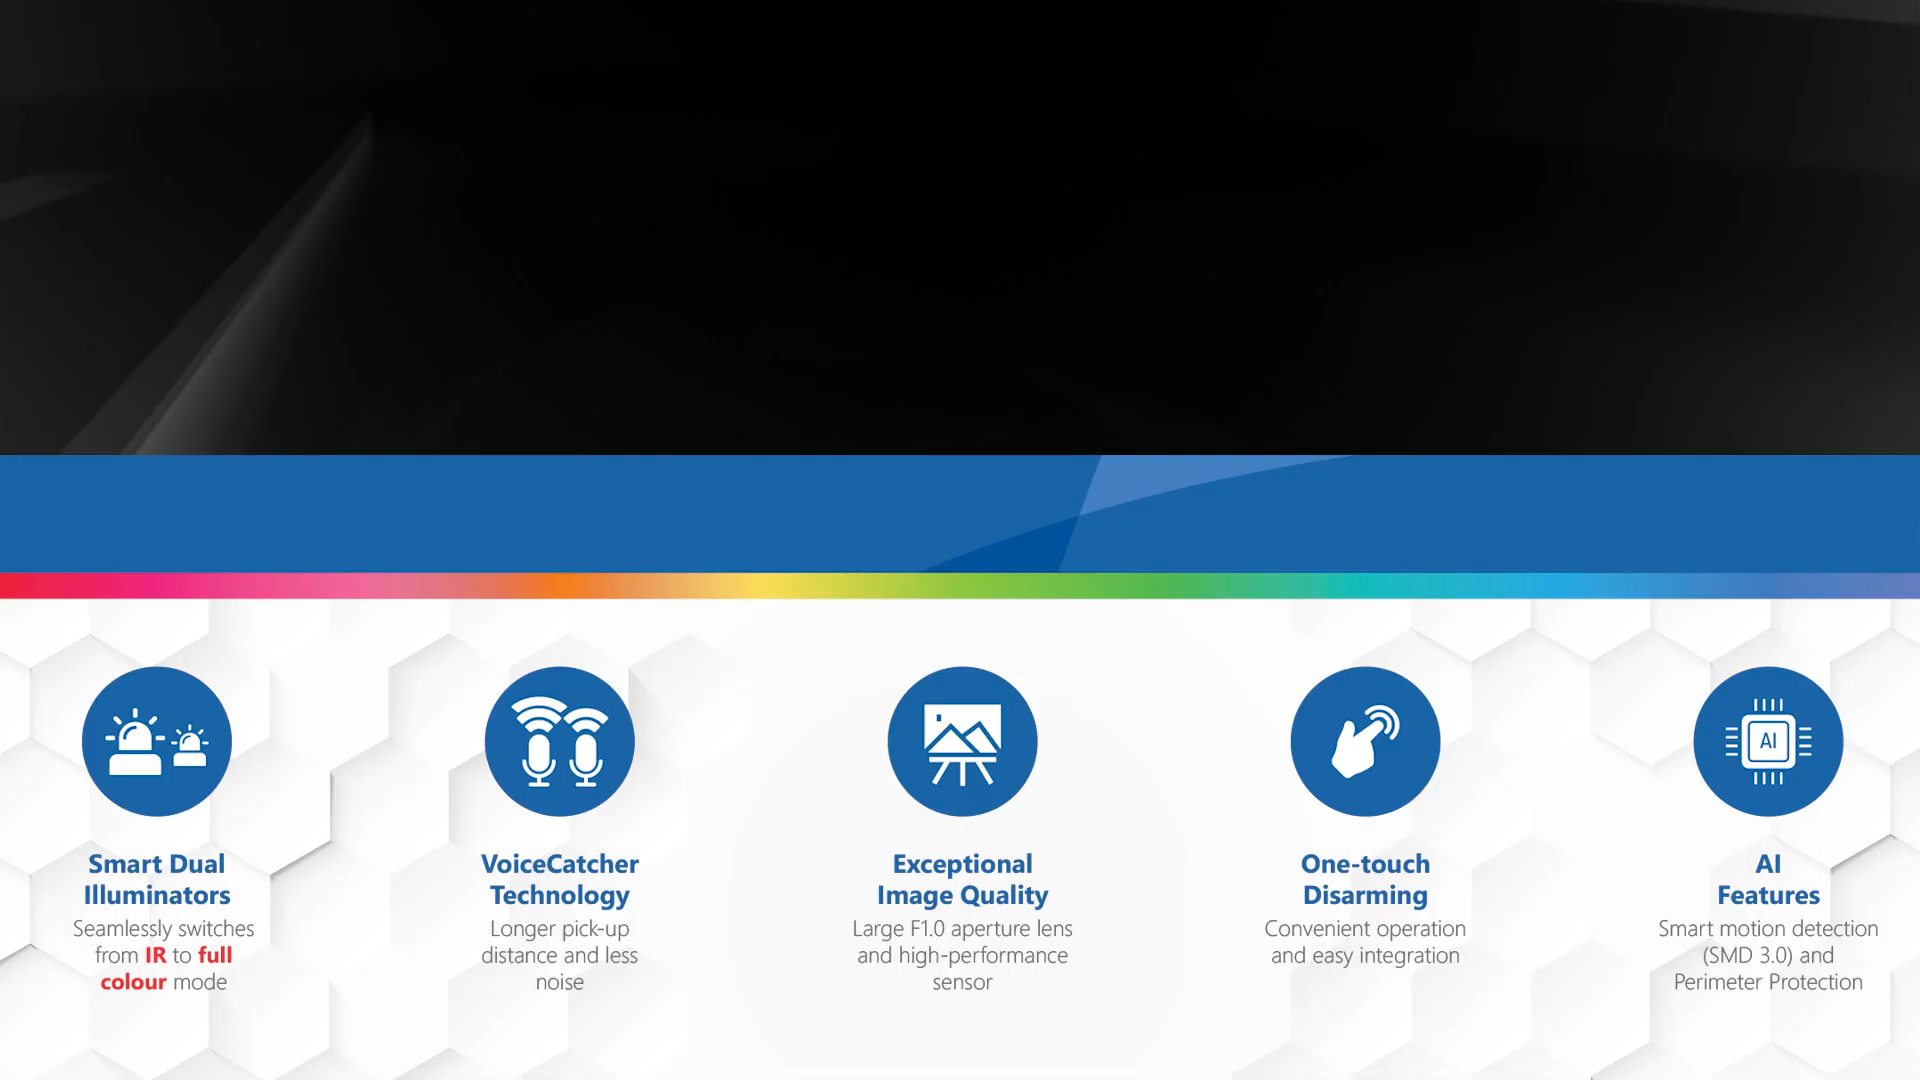 AI
Smart Dual
Illuminators
Seamlessly switches
from IR to full
colour mode
VoiceCatcher
Technology
Longer pick-up
distance and less
noise
Exceptional
Image Quality
Large F1.0 aperture lens
and high-performance
sensor
One-touch
Disarming
Convenient operation
and easy integration
AI
Features
Smart motion detection
(SMD 3.0) and
Perimeter Protection